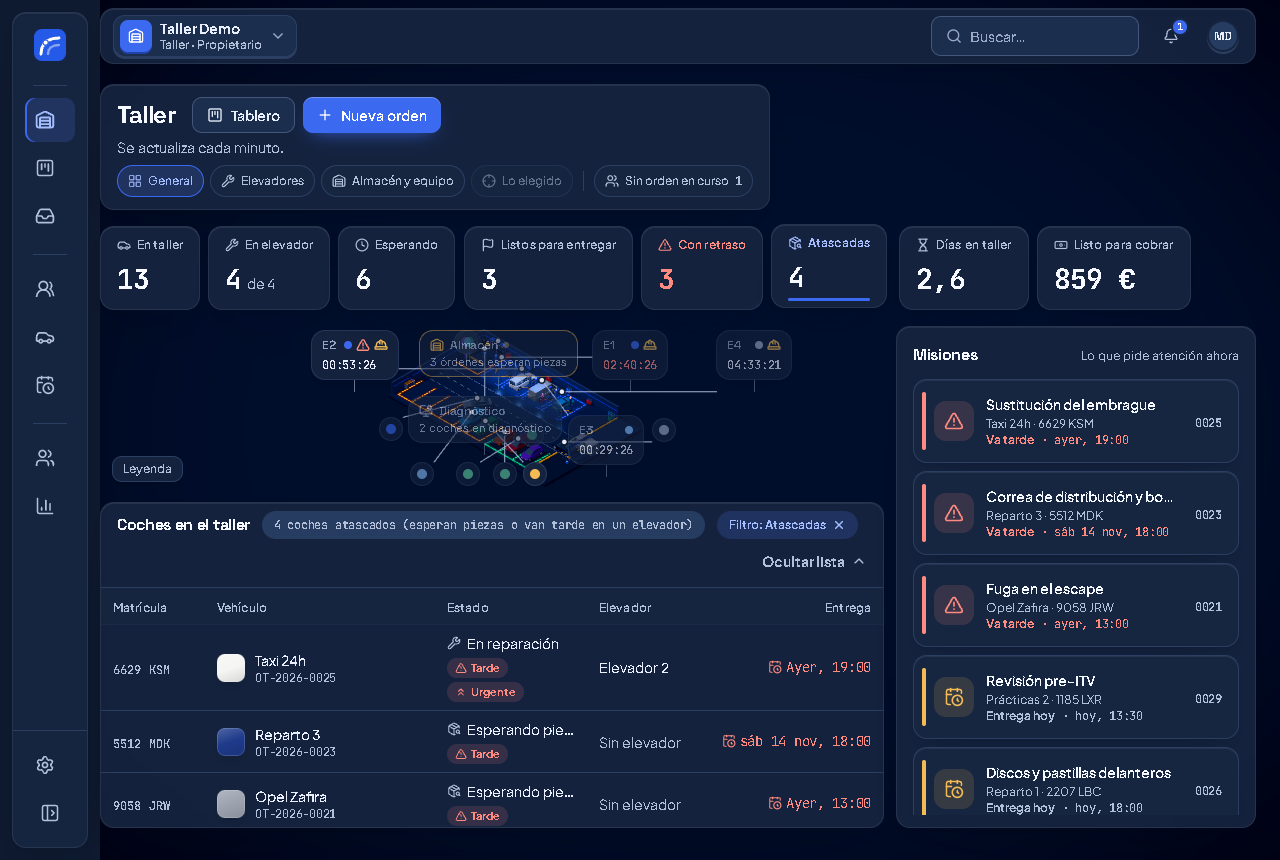 Taller Demo
Taller · Propietario
Buscar...
1
MD
Taller
Tablero
Nueva orden
Se actualiza cada minuto.
General
Elevadores
Almacén y equipo
Lo elegido
Sin orden en curso 1
En taller
13
En elevador
4 de 4
Esperando
6
Listos para entregar
3
Con retraso
3
Atascadas
4
Días en taller
2,6
Listo para cobrar
859 €
E2
00:53:26
Almacén
3 órdenes esperan piezas
E1
02:40:26
E4
04:33:21
Diagnóstico
2 coches en diagnóstico
E3
00:29:26
Leyenda
Coches en el taller
4 coches atascados (esperan piezas o van tarde en un elevador)
Filtro: Atascadas
Ocultar lista
Matrícula
Vehículo
Estado
Elevador
Entrega
6629 KSM
Taxi 24h
OT-2026-0025
En reparación
Tarde
Urgente
Elevador 2
Ayer, 19:00
5512 MDK
Reparto 3
OT-2026-0023
Esperando pie...
Tarde
Sin elevador
sáb 14 nov, 18:00
9058 JRW
Opel Zafira
OT-2026-0021
Esperando pie...
Tarde
Sin elevador
Ayer, 13:00
Misiones
Lo que pide atención ahora
Sustitución del embrague
Taxi 24h · 6629 KSM
Va tarde · ayer, 19:00
0025
Correa de distribución y bo...
Reparto 3 · 5512 MDK
Va tarde · sáb 14 nov, 18:00
0023
Fuga en el escape
Opel Zafira · 9058 JRW
Va tarde · ayer, 13:00
0021
Revisión pre-ITV
Prácticas 2 · 1185 LXR
Entrega hoy · hoy, 13:30
0029
Discos y pastillas delanteros
Reparto 1 · 2207 LBC
Entrega hoy · hoy, 18:00
0026